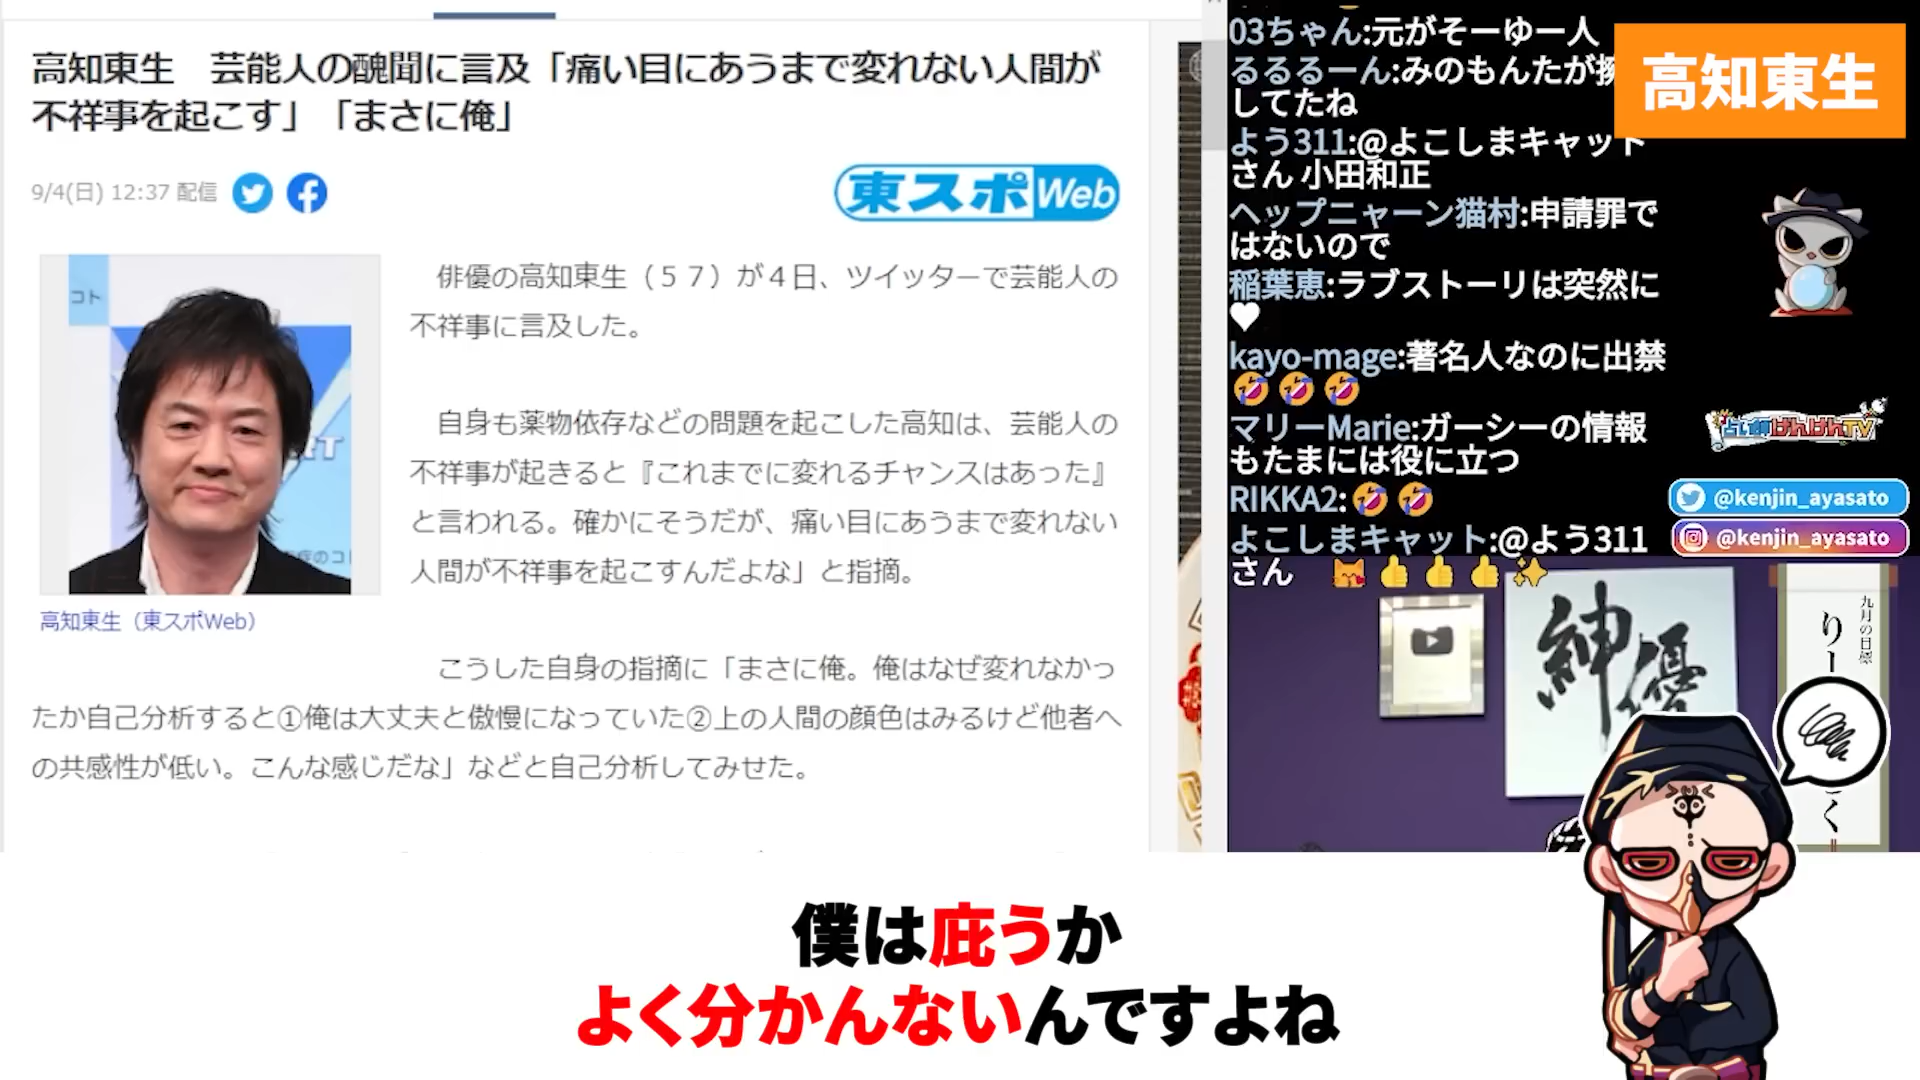 高知東生　芸能人の醜聞に言及「痛い目にあうまで変れない人間が
不祥事を起こす」「まさに俺」
9/4(日) 12:37 配信
東スポWeb
コト
高知東生（東スポWeb）
俳優の高知東生（５７）が４日、ツイッターで芸能人の
不祥事に言及した。
自身も薬物依存などの問題を起こした高知は、芸能人の
不祥事が起きると『これまでに変れるチャンスはあった』
と言われる。確かにそうだが、痛い目にあうまで変れない
人間が不祥事を起こすんだよな」と指摘。
こうした自身の指摘に「まさに俺。俺はなぜ変れなかっ
たか自己分析すると①俺は大丈夫と傲慢になっていた②上の人間の顔色はみるけど他者へ
の共感性が低い。こんな感じだな」などと自己分析してみせた。
03ちゃん:元がそーゆー人
るるるーん:みのもんたが
してたね
よう311:@よこしまキャット
さん 小田和正
ヘップニャーン猫村:申請罪で
はないので
稲葉恵:ラブストーリは突然に
♥
kayo-mage:著名人なのに出禁
🤣🤣🤣
マリーMarie:ガーシーの情報
もたまには役に立つ
RIKKA2:🤣🤣
よこしまキャット:@よう311
さん 😽👍👍👍✨
高知東生
占い師けんけんTV
@kenjin_ayasato
@kenjin_ayasato
紳優
九月の日標
りー
く
僕は庇うか
よく分かんないんですよね